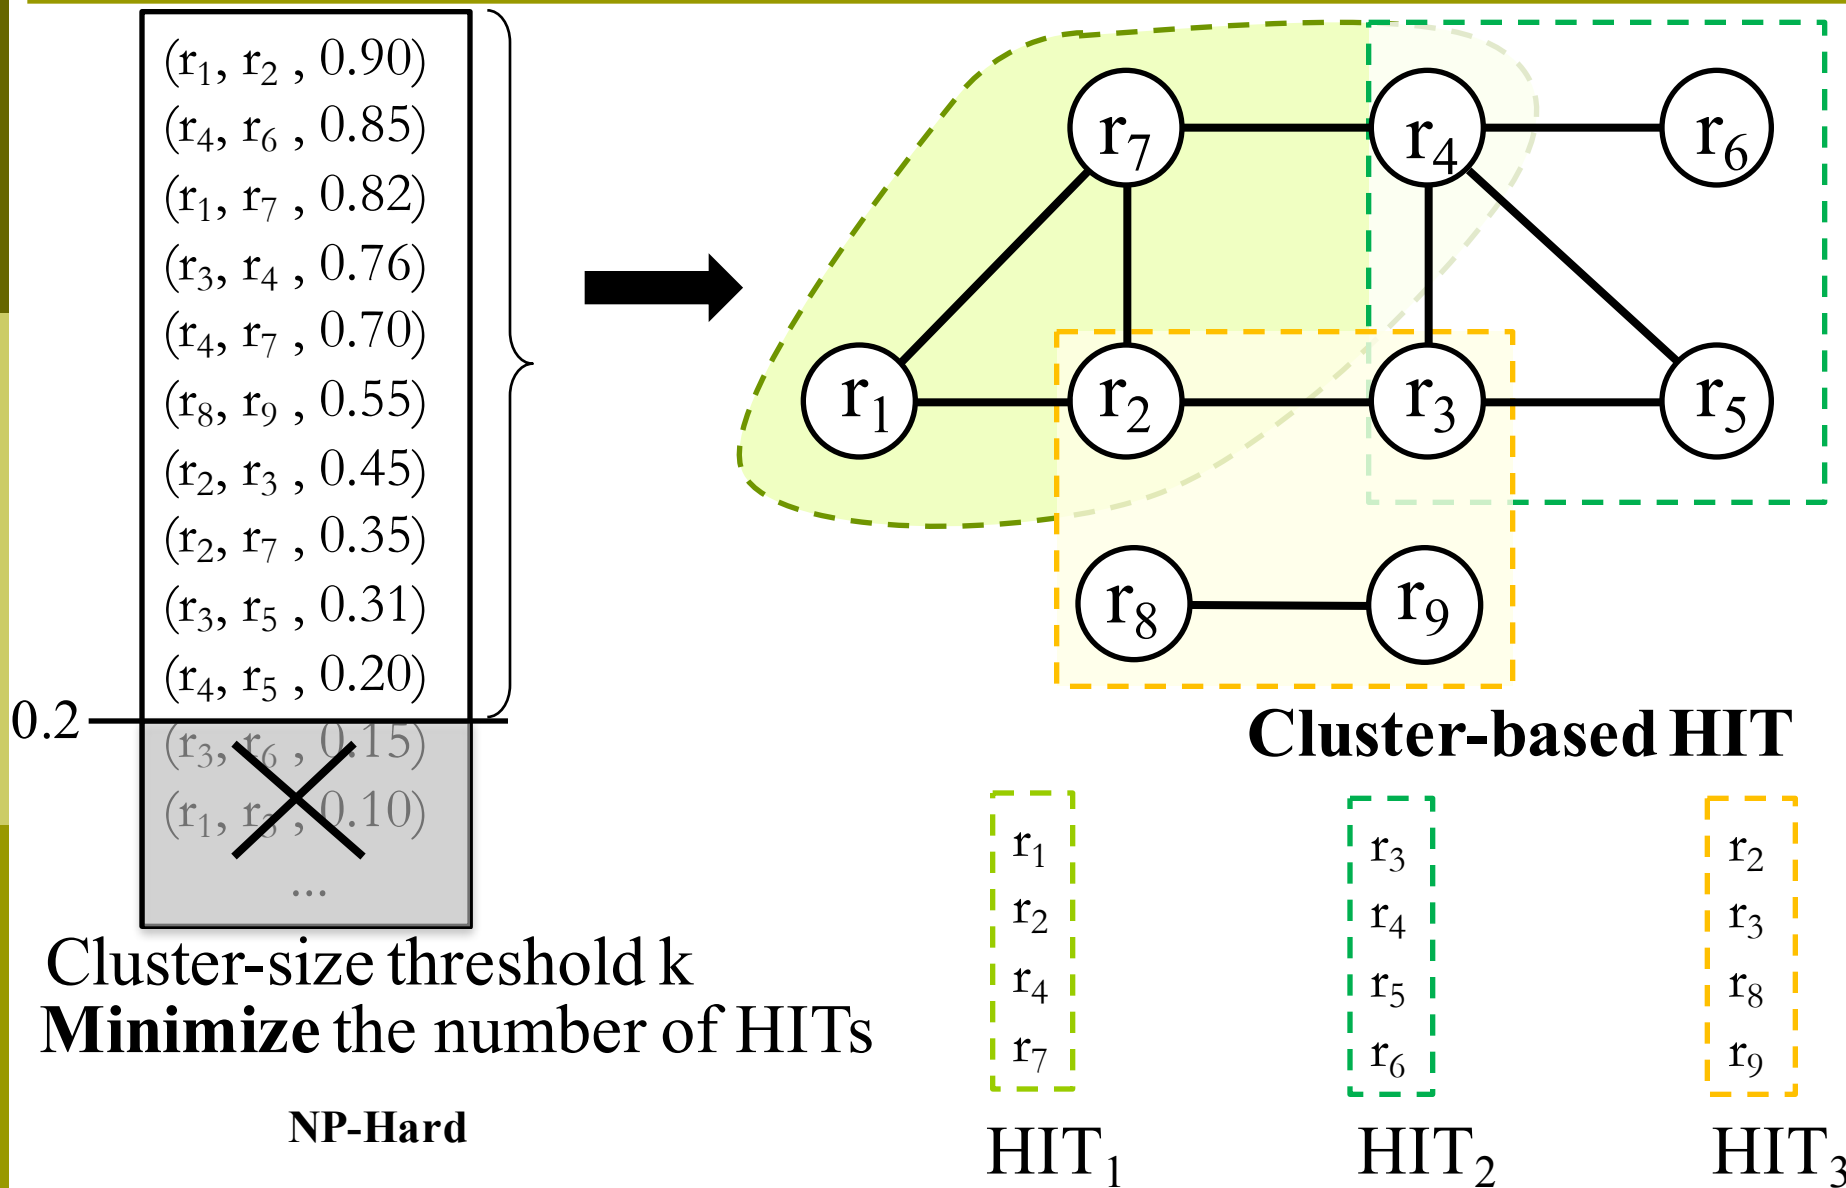 (r₁, r₂ , 0.90)
(r₄, r₆ , 0.85)
(r₁, r₇ , 0.82)
(r₃, r₄ , 0.76)
(r₄, r₇ , 0.70)
(r₈, r₉ , 0.55)
(r₂, r₃ , 0.45)
(r₂, r₇ , 0.35)
(r₃, r₅ , 0.31)
(r₄, r₅ , 0.20)
0.2
(r₃, r₆ , 0.15)
(r₁, r₃ , 0.10)
...
r₇ r₄ r₆
r₁ r₂ r₃ r₅
r₈ r₉
Cluster-based HIT
Cluster-size threshold k
Minimize the number of HITs
NP-Hard
r₁
r₂
r₄
r₇
HIT₁
r₃
r₄
r₅
r₆
HIT₂
r₂
r₃
r₈
r₉
HIT₃